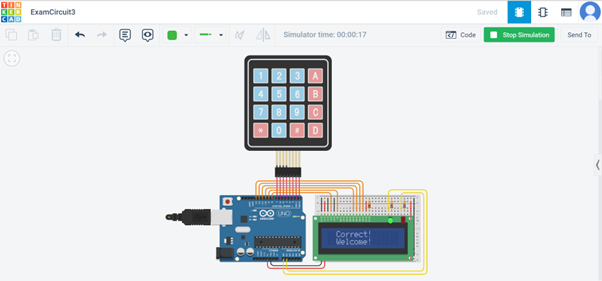 TIN
KER
CAD
ExamCircuit3
Saved
Simulator time: 00:00:17
Code
Stop Simulation
Send To
1 2 3 A
4 5 6 B
7 8 9 C
* 0 # D
UNO
ARDUINO
Correct!
Welcome!